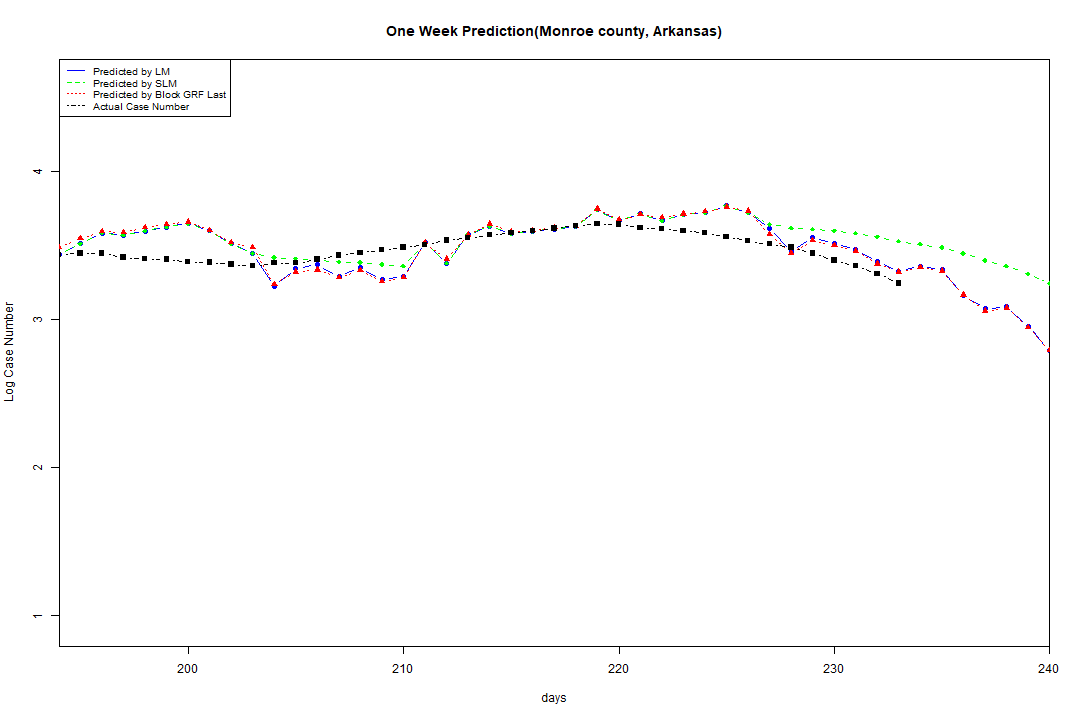 One Week Prediction(Monroe county, Arkansas)
Predicted by LM
Predicted by SLM
Predicted by Block GRF Last
Actual Case Number
4
3
2
1
Log Case Number
200 210 220 230 240
days